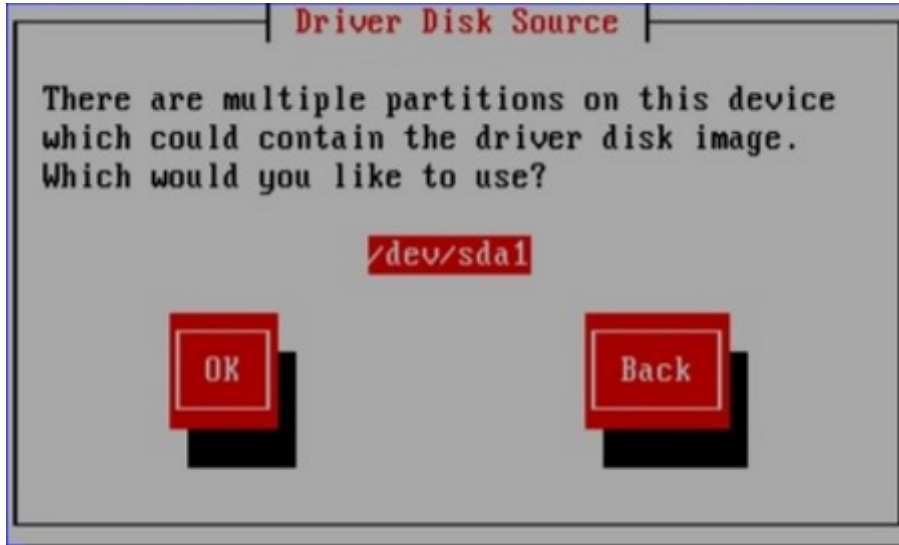 Driver Disk Source
There are multiple partitions on this device
which could contain the driver disk image.
Which would you like to use?
/dev/sda1
OK Back